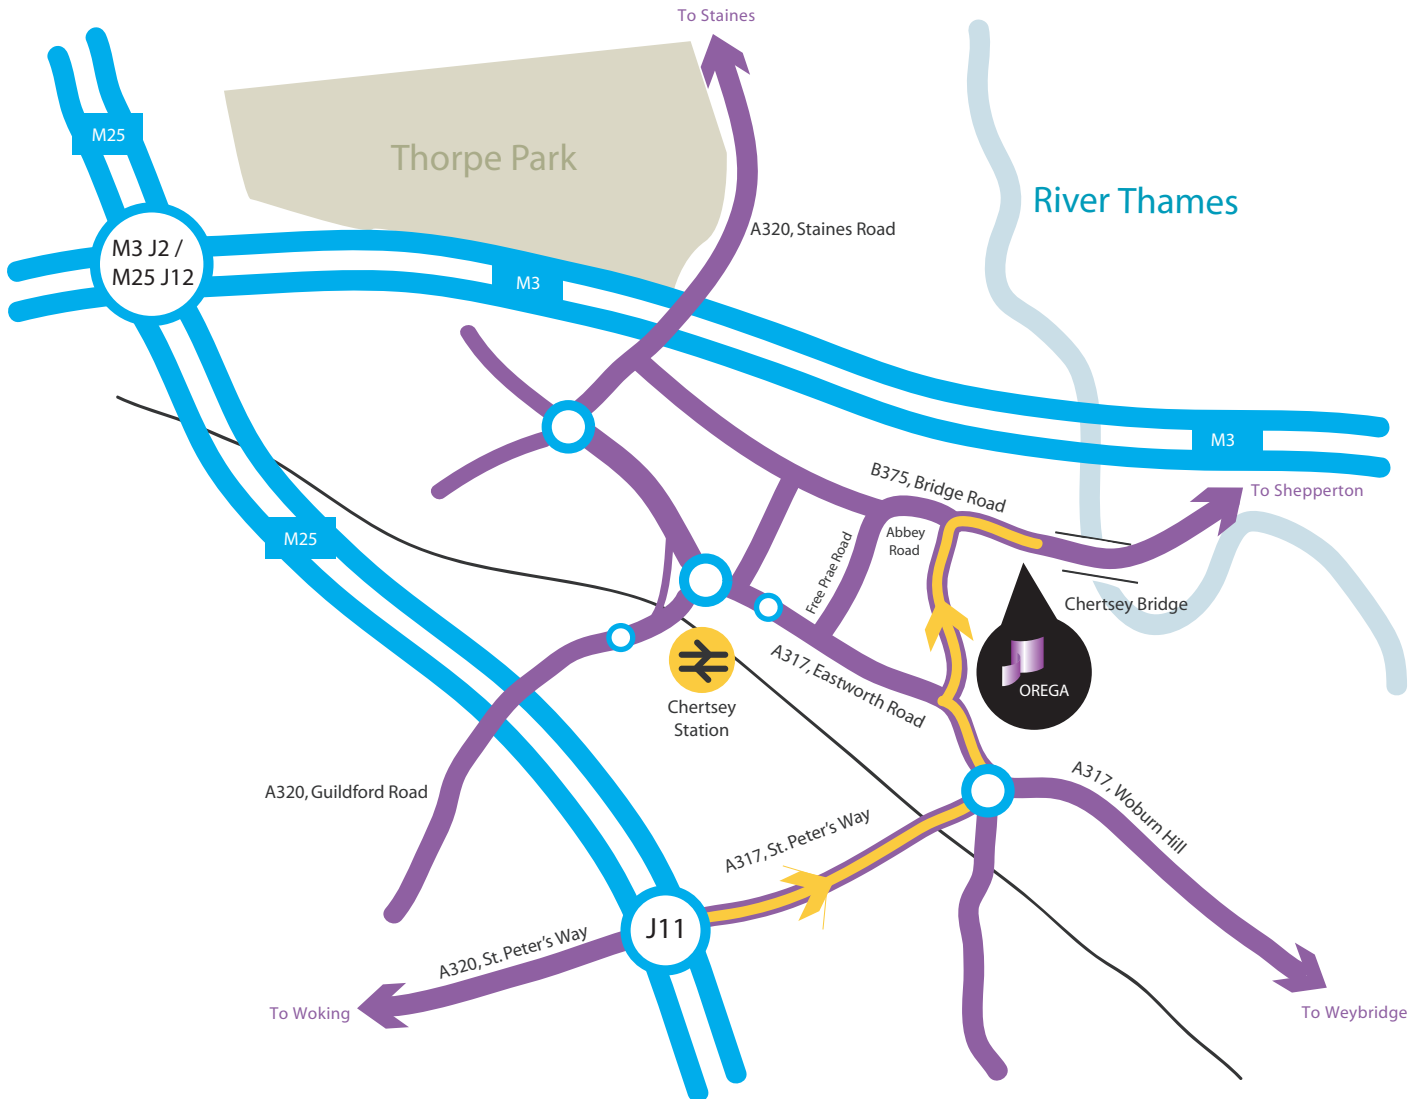 To Staines
M25
Thorpe Park
River Thames
A320, Staines Road
M3 J2 /
M25 J12
M3
M3
B375, Bridge Road
To Shepperton
M25
Abbey
Road
Free Prae Road
Chertsey Bridge
A317, Eastworth Road
OREGA
Chertsey
Station
A320, Guildford Road
A317, Woburn Hill
A317, St. Peter's Way
J11
A320, St. Peter's Way
To Woking
To Weybridge